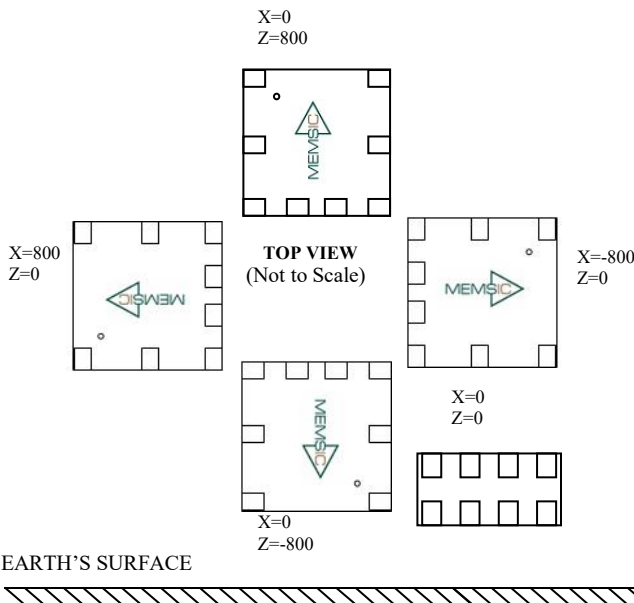 X=0
Z=800
MEMSIC
X=800
Z=0
MEMSIC
TOP VIEW
(Not to Scale)
MEMSIC
X=-800
Z=0
MEMSIC
X=0
Z=-800
X=0
Z=0
EARTH'S SURFACE